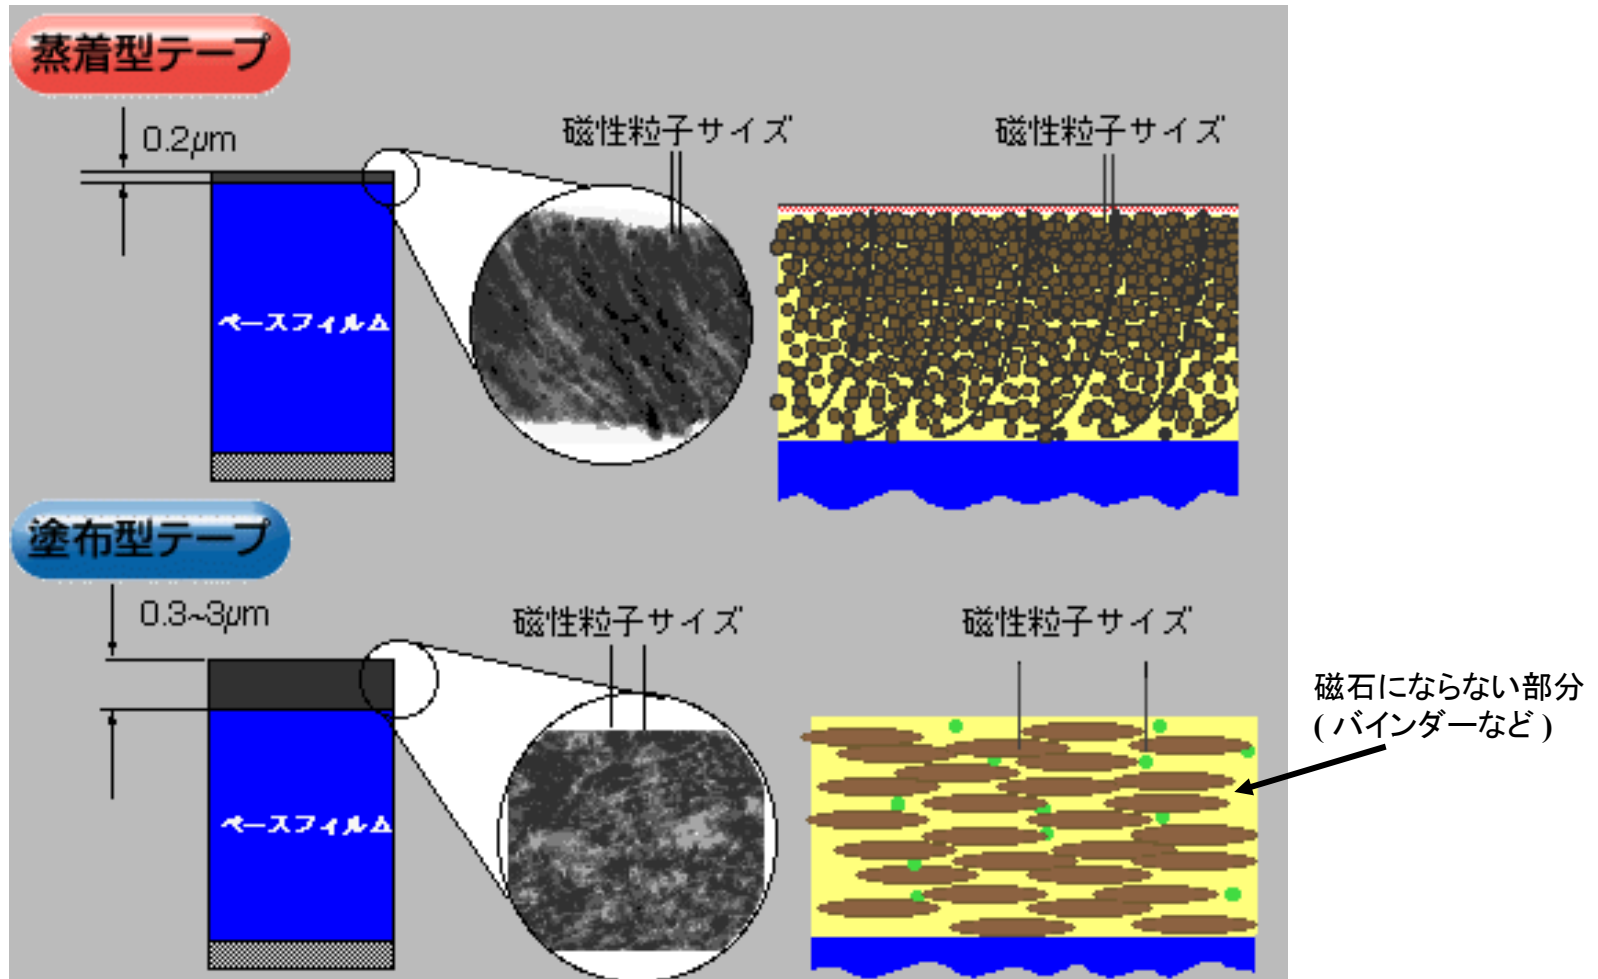 蒸着型テープ
0.2μm
磁性粒子サイズ
磁性粒子サイズ
ベースフィルム
塗布型テープ
0.3~3μm
磁性粒子サイズ
磁性粒子サイズ
磁石にならない部分
( バインダーなど )
ベースフィルム